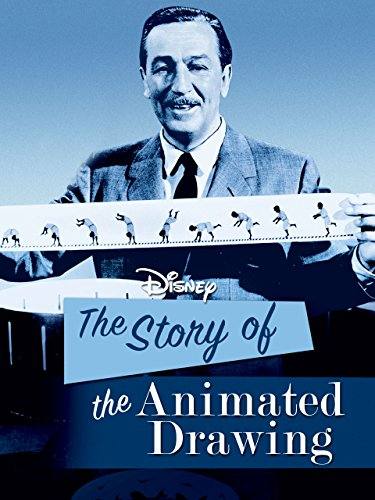 Disney
The Story of
the Animated
Drawing